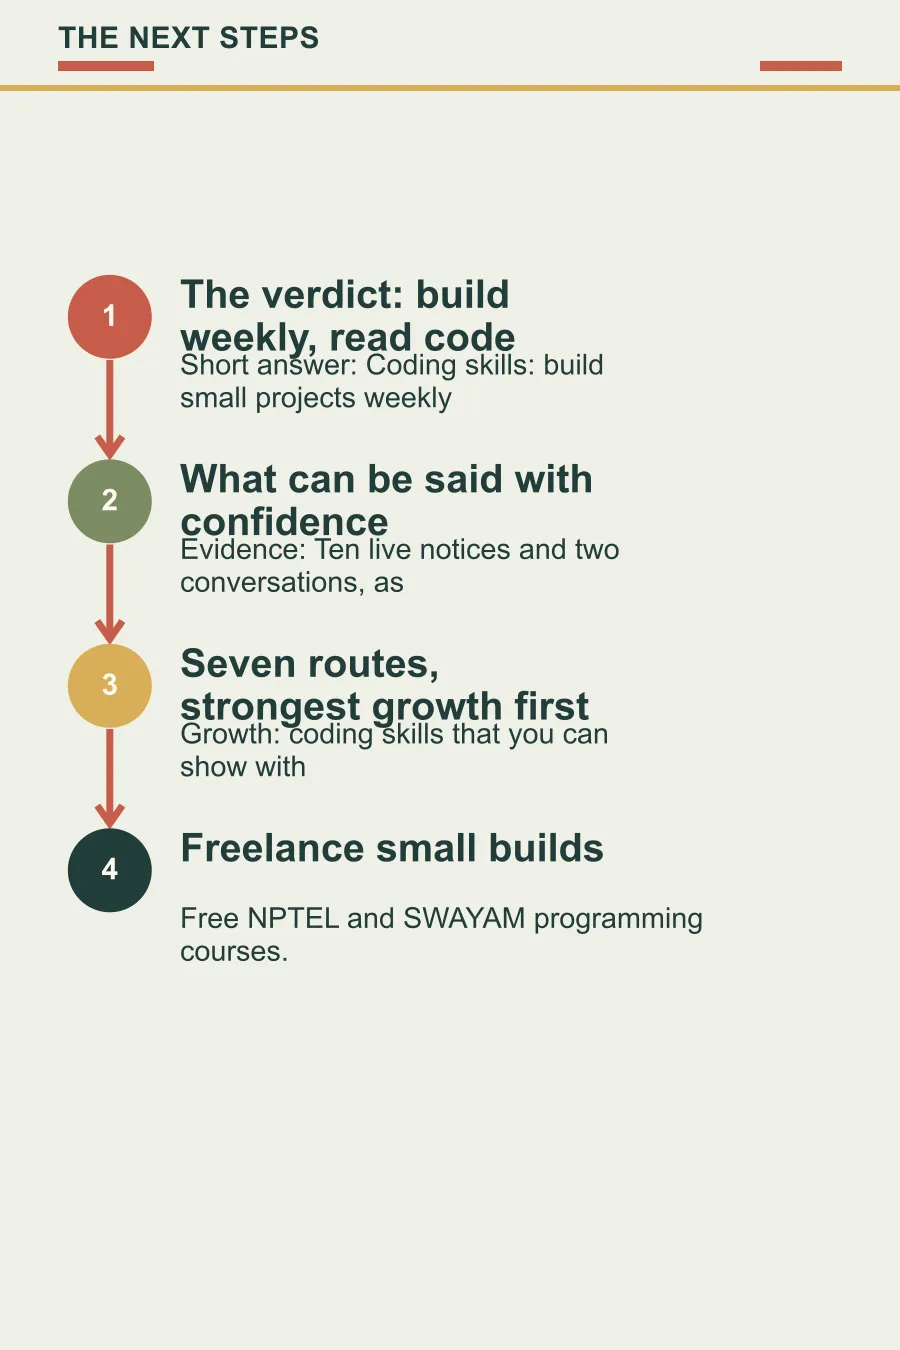 THE NEXT STEPS
1
The verdict: build
weekly, read code
Short answer: Coding skills: build
small projects weekly
2
What can be said with
confidence
Evidence: Ten live notices and two
conversations, as
3
Seven routes,
strongest growth first
Growth: coding skills that you can
show with
4
Freelance small builds
Free NPTEL and SWAYAM programming
courses.